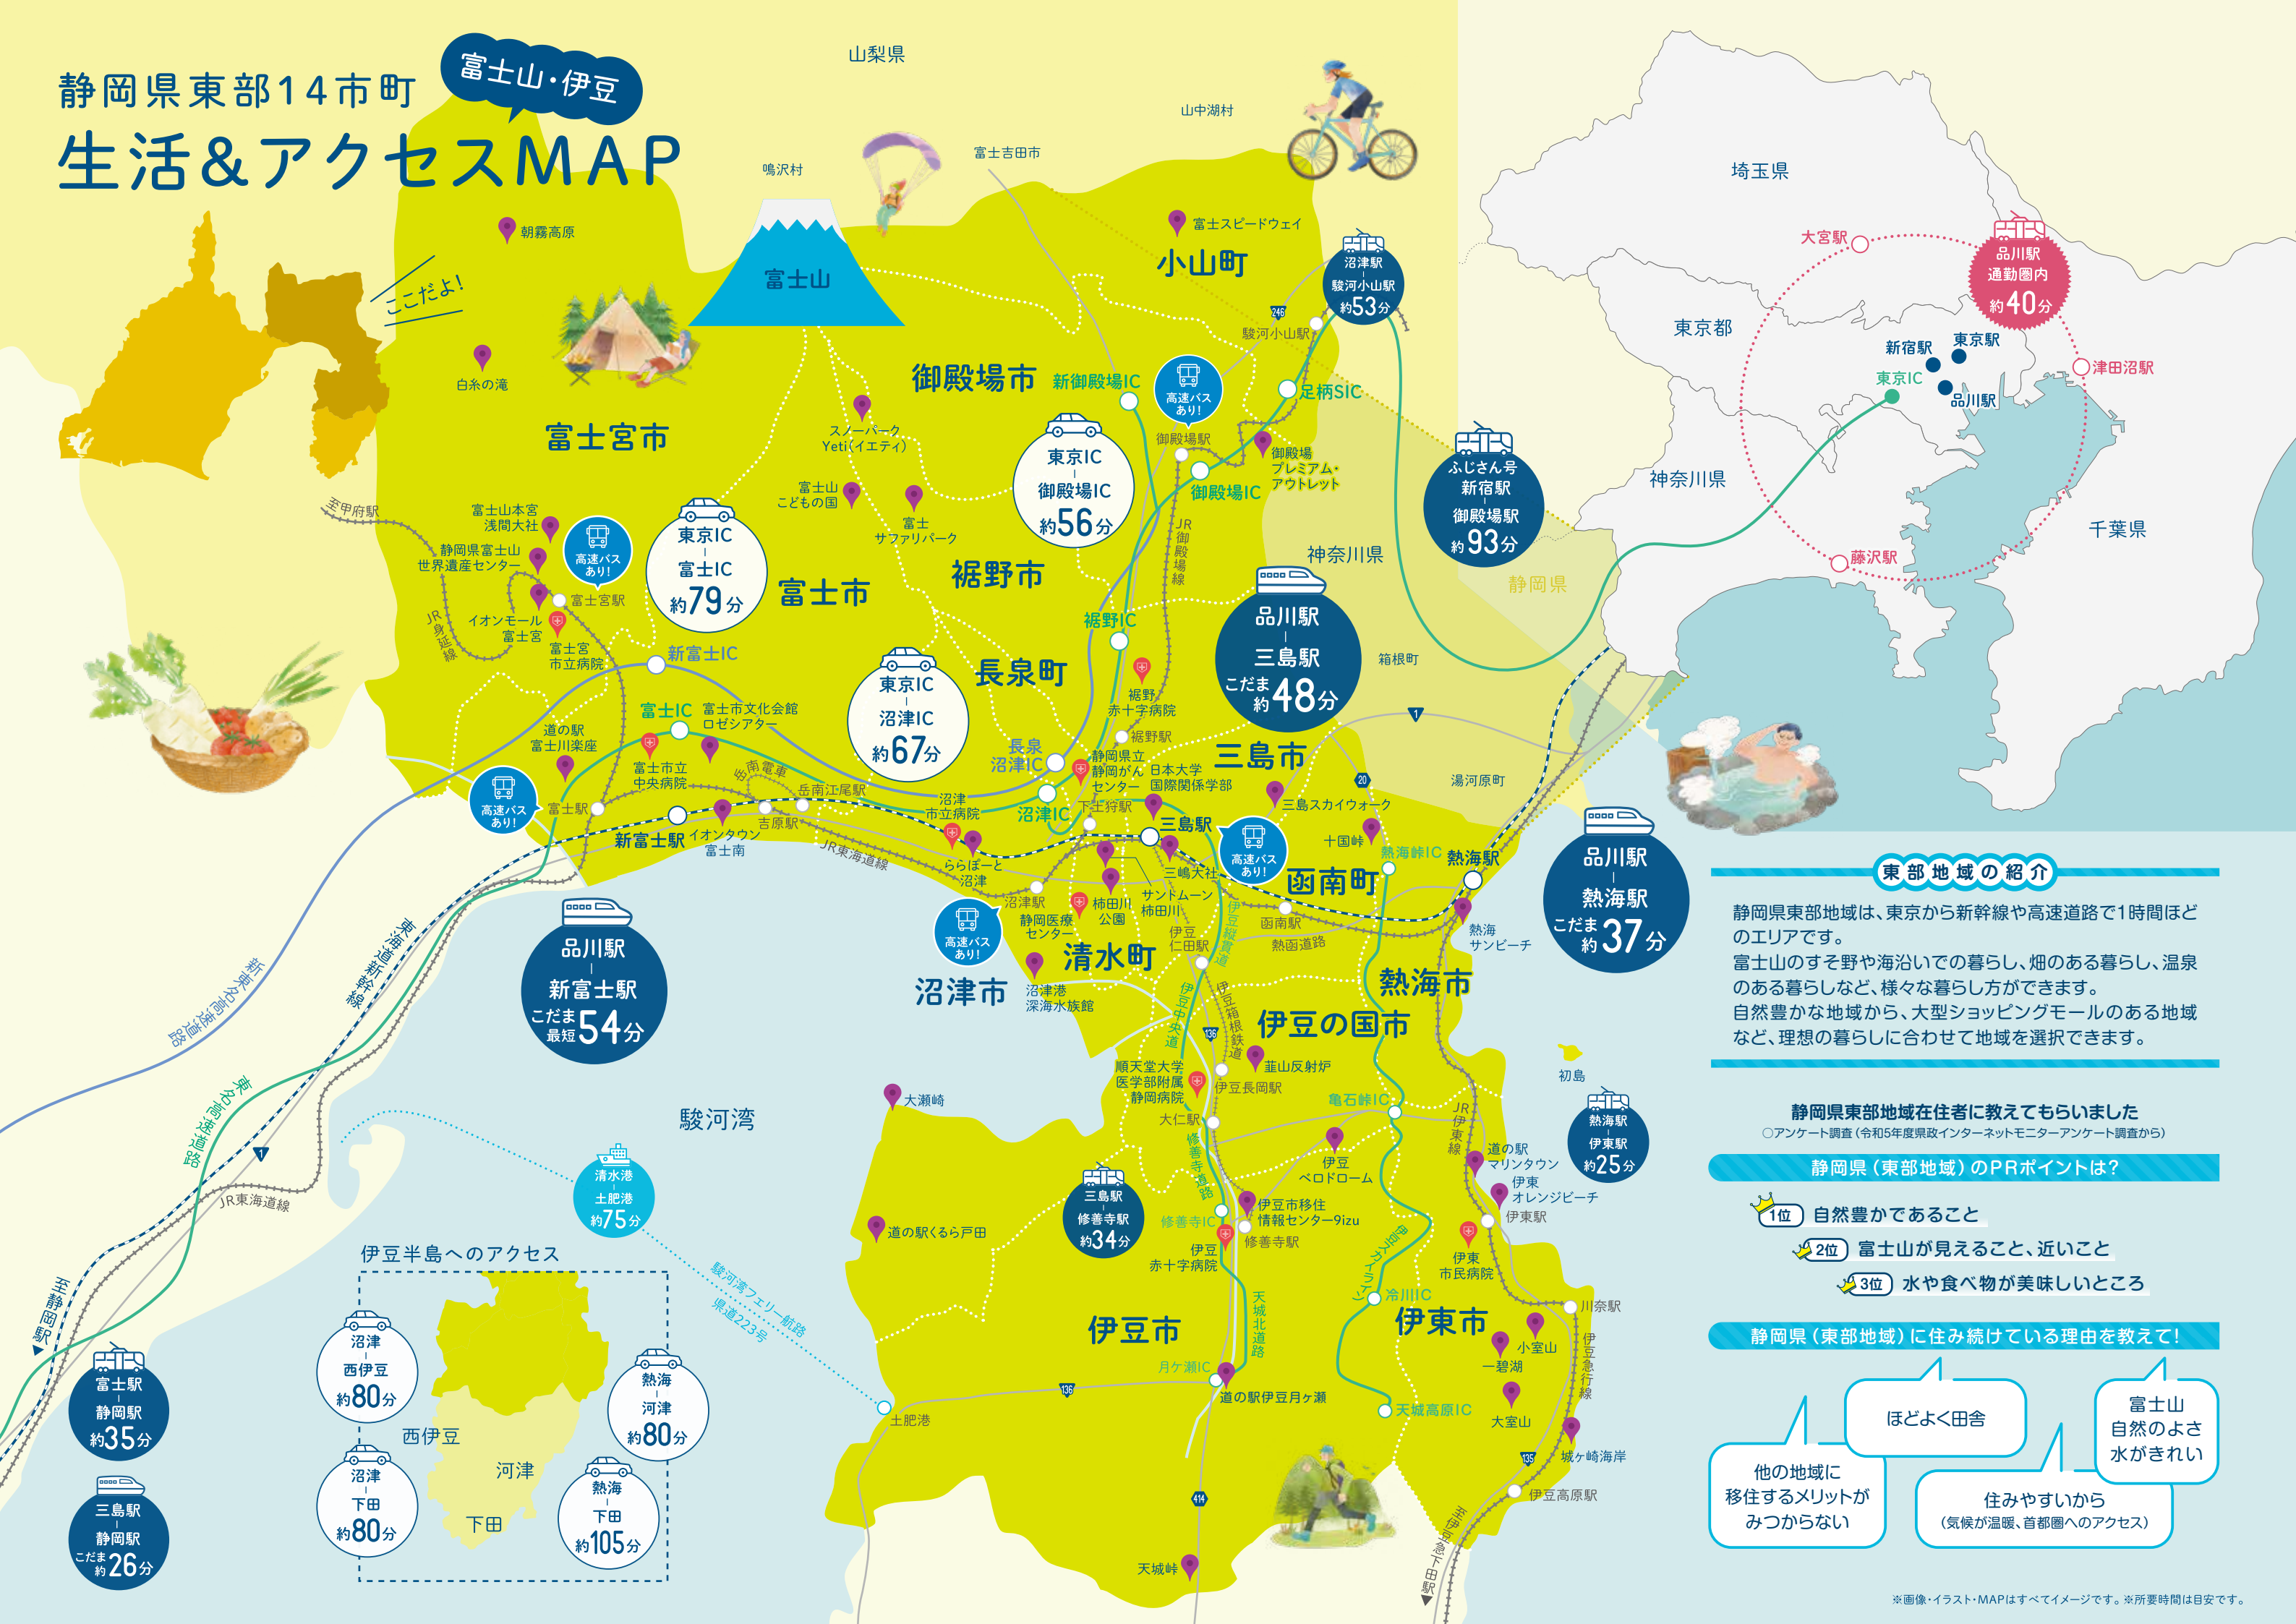 静岡県東部14市町
富士山・伊豆
生活&アクセスMAP
ここだよ!
山梨県
山中湖村
富士吉田市
鳴沢村
富士山
朝霧高原
白糸の滝
富士スピードウェイ
小山町
沼津駅
駿河小山駅
約53分
246
駿河小山駅
御殿場市
新御殿場IC
高速バス
あり!
足柄SIC
御殿場駅
御殿場
プレミアム・
アウトレット
御殿場IC
富士宮市
スノーパーク
Yeti(イエティ)
富士山
こどもの国
富士
サファリパーク
東京IC
御殿場IC
約56分
JR御殿場線
ふじさん号
新宿駅
御殿場駅
約93分
至甲府駅
富士山本宮
浅間大社
静岡県富士山
世界遺産センター
高速バス
あり!
富士宮駅
イオンモール
富士宮
富士宮
市立病院
JR身延線
東京IC
富士IC
約79分
富士市
裾野市
神奈川県
静岡県
裾野IC
品川駅
三島駅
こだま
約48分
箱根町
新富士IC
長泉町
裾野
赤十字病院
裾野駅
東京IC
沼津IC
約67分
富士IC
富士市文化会館
ロゼシアター
道の駅
富士川楽座
富士市立
中央病院
岳南電車
岳南江尾駅
長泉
沼津IC
静岡県立
静岡がん
センター
日本大学
国際関係学部
三島市
1
20
湯河原町
三島スカイウォーク
十国峠
高速バス
あり!
富士駅
新富士駅
イオンタウン
富士南
吉原駅
JR東海道線
沼津
市立病院
沼津IC
下土狩駅
三島駅
高速バス
あり!
熱海峠IC
熱海駅
ららぽーと
沼津
三嶋大社
函南町
品川駅
熱海駅
こだま
約37分
沼津駅
静岡医療
センター
柿田川
公園
サントムーン
柿田川
伊豆縦貫道
函南駅
熱函道路
熱海
サンビーチ
高速バス
あり!
伊豆
仁田駅
清水町
沼津市
沼津港
深海水族館
熱海市
伊豆の国市
伊豆中央道
伊豆箱根鉄道
136
品川駅
新富士駅
こだま
最短54分
東海道新幹線
新東名高速道路
東名高速道路
1
JR東海道線
至静岡駅
順天堂大学
医学部附属
静岡病院
韮山反射炉
伊豆長岡駅
大仁駅
亀石峠IC
JR伊東線
初島
熱海駅
伊東駅
約25分
駿河湾
大瀬崎
清水港
土肥港
約75分
修善寺道路
伊豆
ベロドローム
道の駅
マリンタウン
伊東
オレンジビーチ
伊東駅
三島駅
修善寺駅
約34分
道の駅くるら戸田
伊豆市移住
情報センター9izu
修善寺IC
修善寺駅
伊豆
赤十字病院
伊豆スカイライン
伊東
市民病院
駿河湾フェリー航路
県道223号
冷川IC
伊豆市
伊東市
川奈駅
小室山
一碧湖
伊豆急行線
天城北道路
月ケ瀬IC
道の駅伊豆月ヶ瀬
天城高原IC
大室山
136
土肥港
城ヶ崎海岸
135
伊豆高原駅
414
天城峠
至伊豆急下田駅
富士駅
静岡駅
約35分
三島駅
静岡駅
こだま
約26分
伊豆半島へのアクセス
沼津
西伊豆
約80分
熱海
河津
約80分
沼津
下田
約80分
熱海
下田
約105分
西伊豆
河津
下田
埼玉県
大宮駅
品川駅
通勤圏内
約40分
東京都
新宿駅
東京駅
東京IC
品川駅
津田沼駅
神奈川県
千葉県
藤沢駅
東部地域の紹介
静岡県東部地域は、東京から新幹線や高速道路で1時間ほど
のエリアです。
富士山のすそ野や海沿いでの暮らし、畑のある暮らし、温泉
のある暮らしなど、様々な暮らし方ができます。
自然豊かな地域から、大型ショッピングモールのある地域
など、理想の暮らしに合わせて地域を選択できます。
静岡県東部地域在住者に教えてもらいました
○アンケート調査(令和5年度県政インターネットモニターアンケート調査から)
静岡県(東部地域)のPRポイントは?
1位 自然豊かであること
2位 富士山が見えること、近いこと
3位 水や食べ物が美味しいところ
静岡県(東部地域)に住み続けている理由を教えて!
ほどよく田舎
富士山
自然のよさ
水がきれい
他の地域に
移住するメリットが
みつからない
住みやすいから
(気候が温暖、首都圏へのアクセス)
※画像・イラスト・MAPはすべてイメージです。※所要時間は目安です。